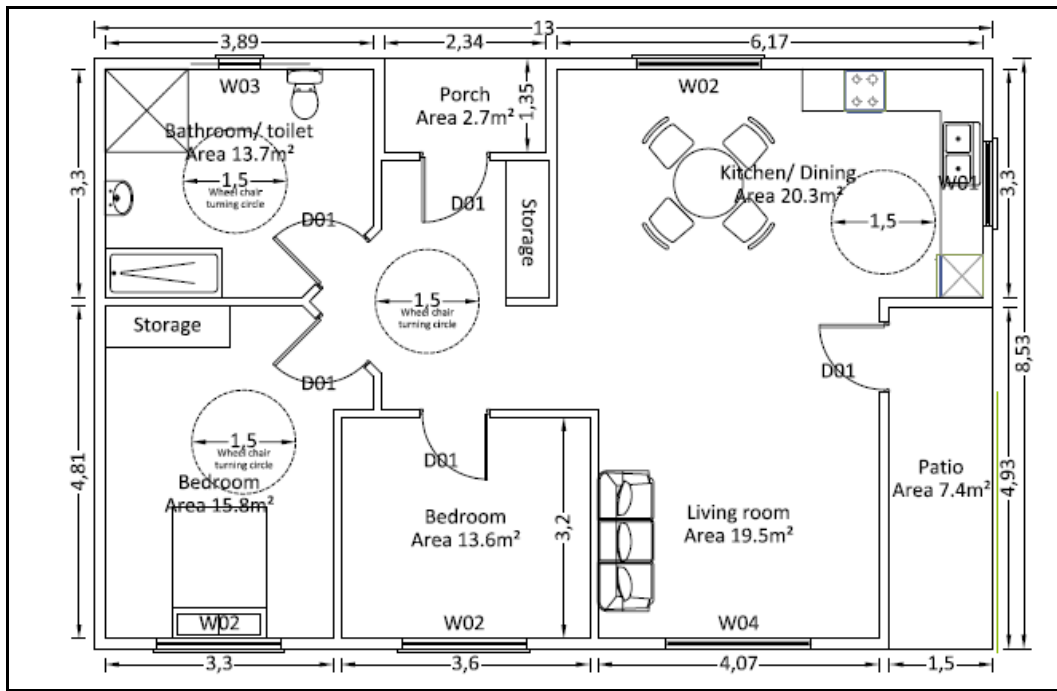 13
3,89
2,34
6,17
W03
W02
Porch
Area 2.7m²
1,35
Bathroom/ toilet
Area 13.7m²
1,5
Wheel chair
turning circle
3,3
D01
D01
Storage
Kitchen/ Dining
Area 20.3m²
W01
3,3
1,5
1,5
Wheel chair
turning circle
Storage
D01
D01
8,53
1,5
Wheel chair
turning circle
4,81
Bedroom
Area 15.8m²
D01
Bedroom
Area 13.6m²
3,2
Living room
Area 19.5m²
Patio
Area 7.4m²
4,93
W02
W02
W04
3,3
3,6
4,07
1,5